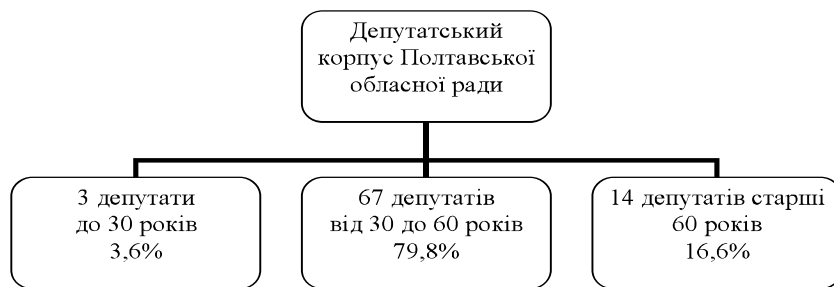 Депутатський
корпус Полтавської
обласної ради
3 депутати
до 30 років
3,6%
67 депутатів
від 30 до 60 років
79,8%
14 депутатів старші
60 років
16,6%